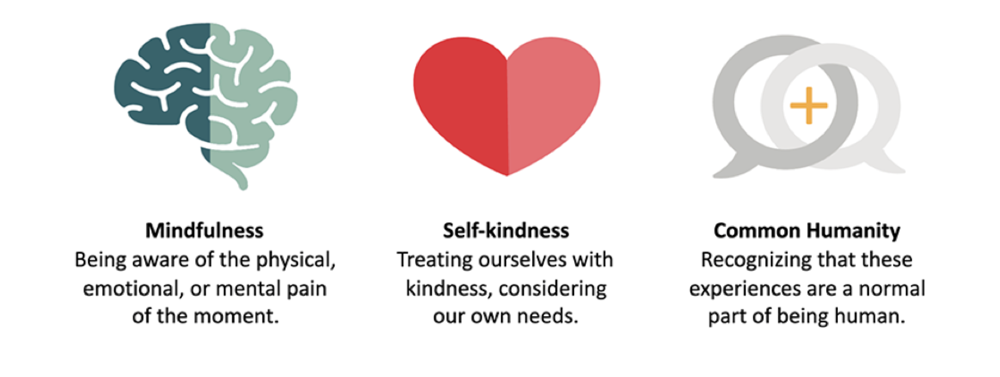 Mindfulness
Being aware of the physical,
emotional, or mental pain
of the moment.
Self-kindness
Treating ourselves with
kindness, considering
our own needs.
Common Humanity
Recognizing that these
experiences are a normal
part of being human.